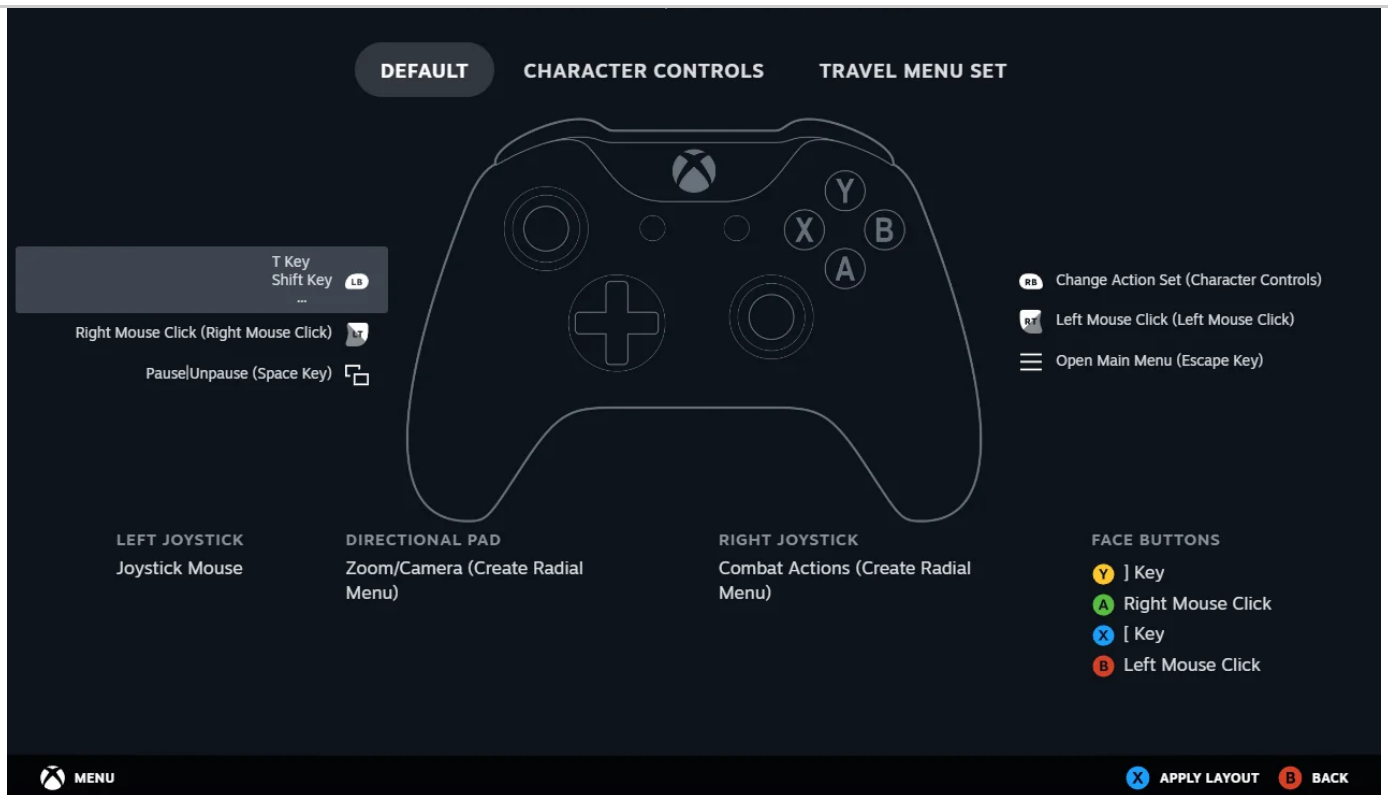 DEFAULT
CHARACTER CONTROLS
TRAVEL MENU SET
Y
X
B
A
T Key
Shift Key
...
LB
Right Mouse Click (Right Mouse Click)
LT
Pause|Unpause (Space Key)
RB
Change Action Set (Character Controls)
RT
Left Mouse Click (Left Mouse Click)
Open Main Menu (Escape Key)
LEFT JOYSTICK
Joystick Mouse
DIRECTIONAL PAD
Zoom/Camera (Create Radial
Menu)
RIGHT JOYSTICK
Combat Actions (Create Radial
Menu)
FACE BUTTONS
Y ] Key
A Right Mouse Click
X [ Key
B Left Mouse Click
MENU
X APPLY LAYOUT
B BACK